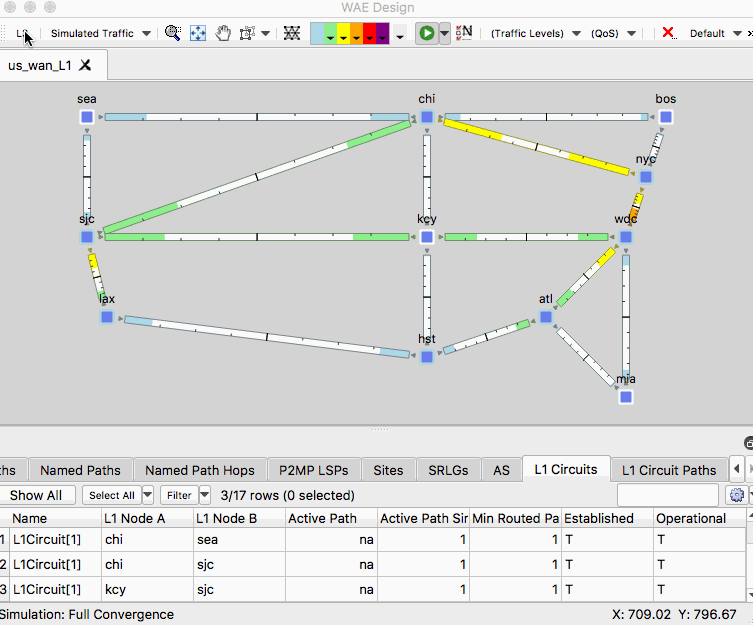 WAE Design
L3 Simulated Traffic (Traffic Levels) (QoS) Default »
us_wan_L1
sea chi bos
nyc
sjc kcy wdc
lax atl
hst
mia
ths Named Paths Named Path Hops P2MP LSPs Sites SRLGs AS L1 Circuits L1 Circuit Paths
Show All Select All Filter 3/17 rows (0 selected)
Name L1 Node A L1 Node B Active Path Active Path Sir Min Routed Pa Established Operational
1 L1Circuit[1] chi sea na 1 1 T T
2 L1Circuit[1] chi sjc na 1 1 T T
3 L1Circuit[1] kcy sjc na 1 1 T T
Simulation: Full Convergence X: 709.02 Y: 796.67